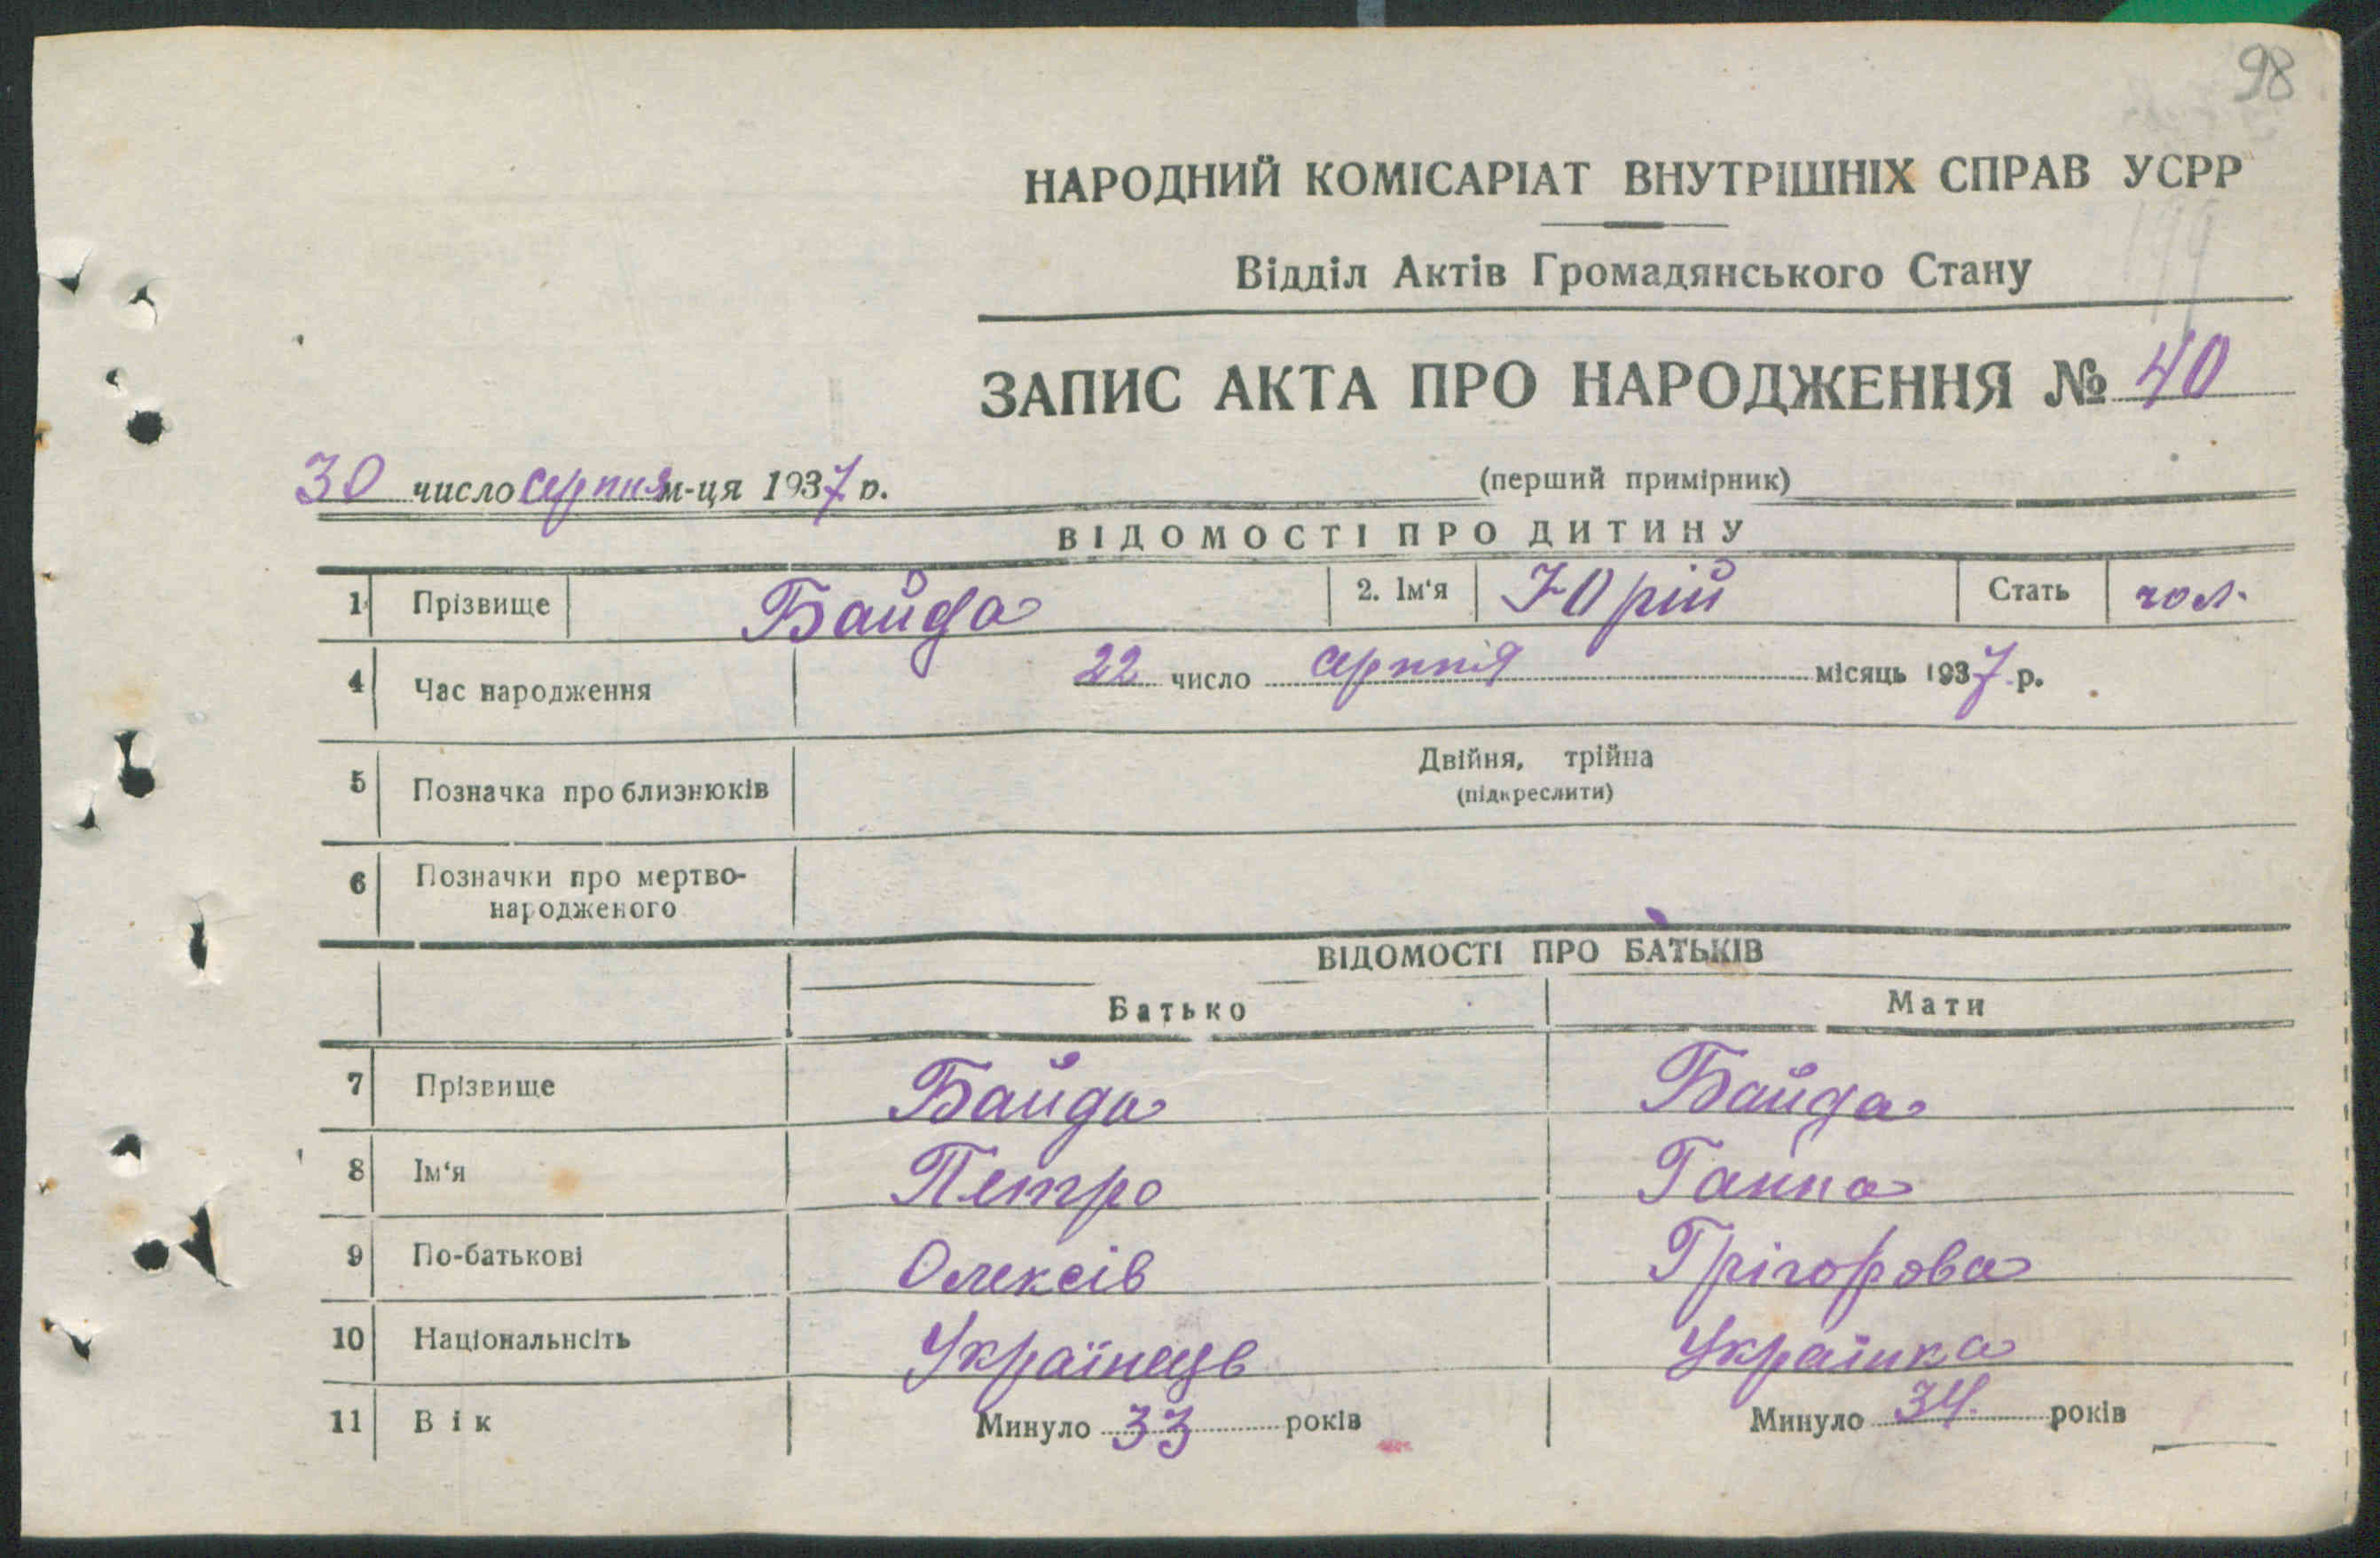 98
НАРОДНИЙ КОМІСАРІАТ ВНУТРІШНІХ СПРАВ УСРР
Відділ Актів Громадянського Стану
ЗАПИС АКТА ПРО НАРОДЖЕННЯ № 40
30 число серпня м-ця 1937 р.
(перший примірник)
ВІДОМОСТІ ПРО ДИТИНУ
1 Прізвище Байда 2. Ім'я Юрій Стать чол.
4 Час народження 22 число серпня місяць 1937 р.
5 Позначка про близнюків Двійня, трійна
(підкреслити)
6 Позначки про мертво-
народженого
ВІДОМОСТІ ПРО БАТЬКІВ
Батько Мати
7 Прізвище Байда Байда
8 Ім'я Петро Ганна
9 По-батькові Олексів Грігорова
10 Національнсіть Українець Українка
11 Вік Минуло 33 років Минуло 34 років